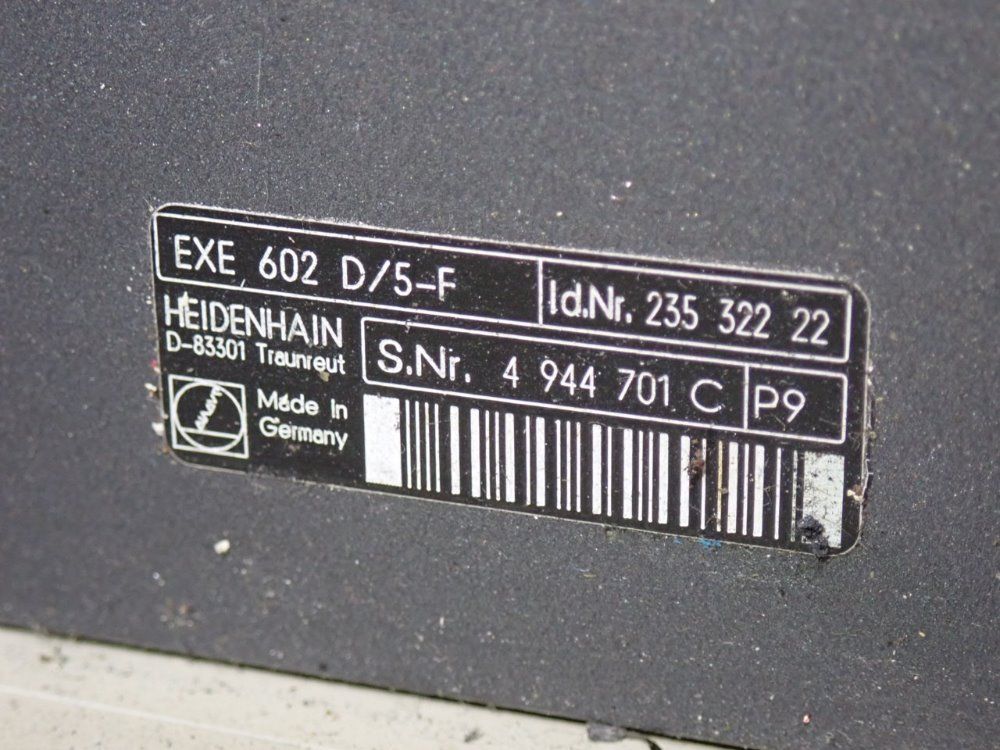 EXE 602 D/5-F
Id.Nr. 235 322 22
HEIDENHAIN
D-83301 Traunreut
S.Nr. 4 944 701 C
P9
Made in
Germany